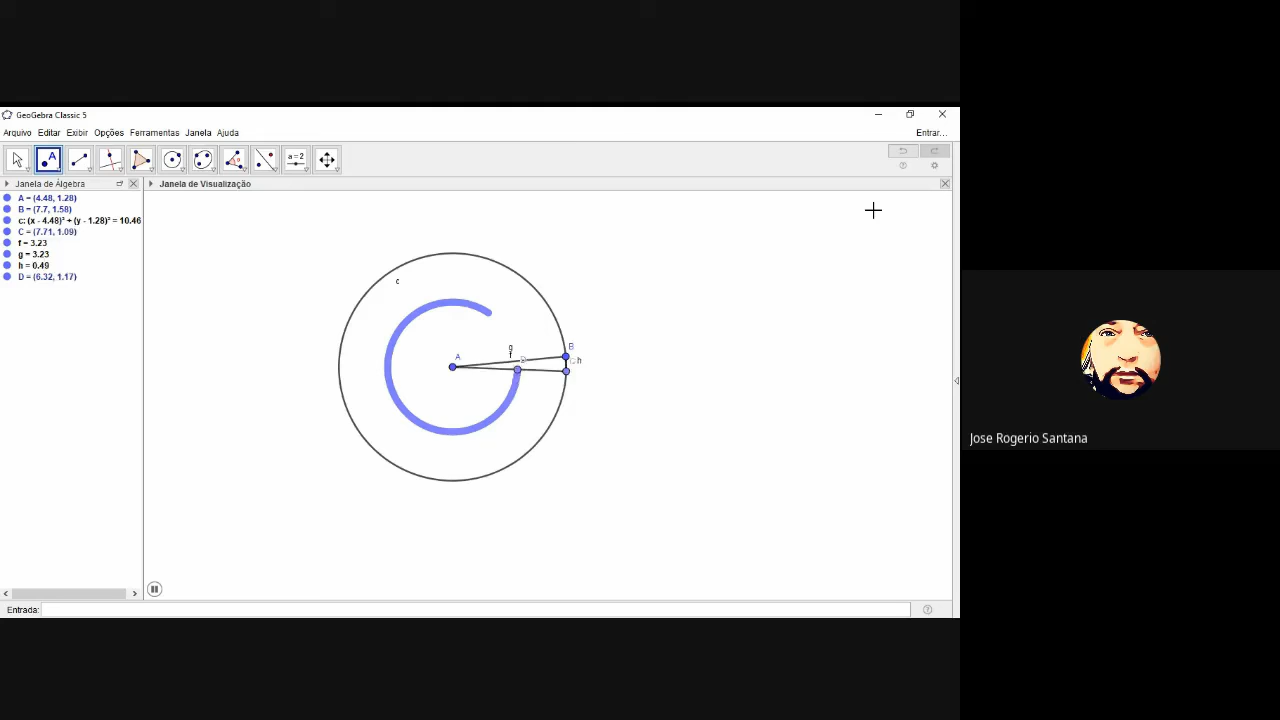 GeoGebra Classic 5
Arquivo Editar Exibir Opções Ferramentas Janela Ajuda
Entrar...
A
a = 2
Janela de Álgebra
Janela de Visualização
A = (4.48, 1.28)
B = (7.7, 1.58)
c: (x - 4.48)² + (y - 1.28)² = 10.46
C = (7.71, 1.09)
f = 3.23
g = 3.23
h = 0.49
D = (6.32, 1.17)
c
g
f
A
B
D
C
h
Jose Rogerio Santana
Entrada: